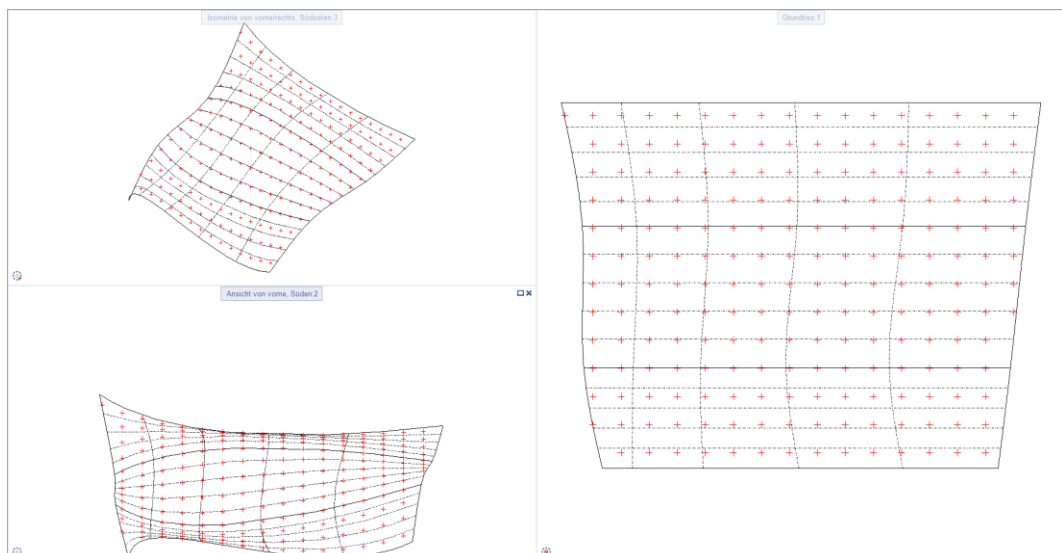 Isometrie von vorne/rechts, Südosten:3
Grundriss:1
Ansicht von vorne, Süden:2